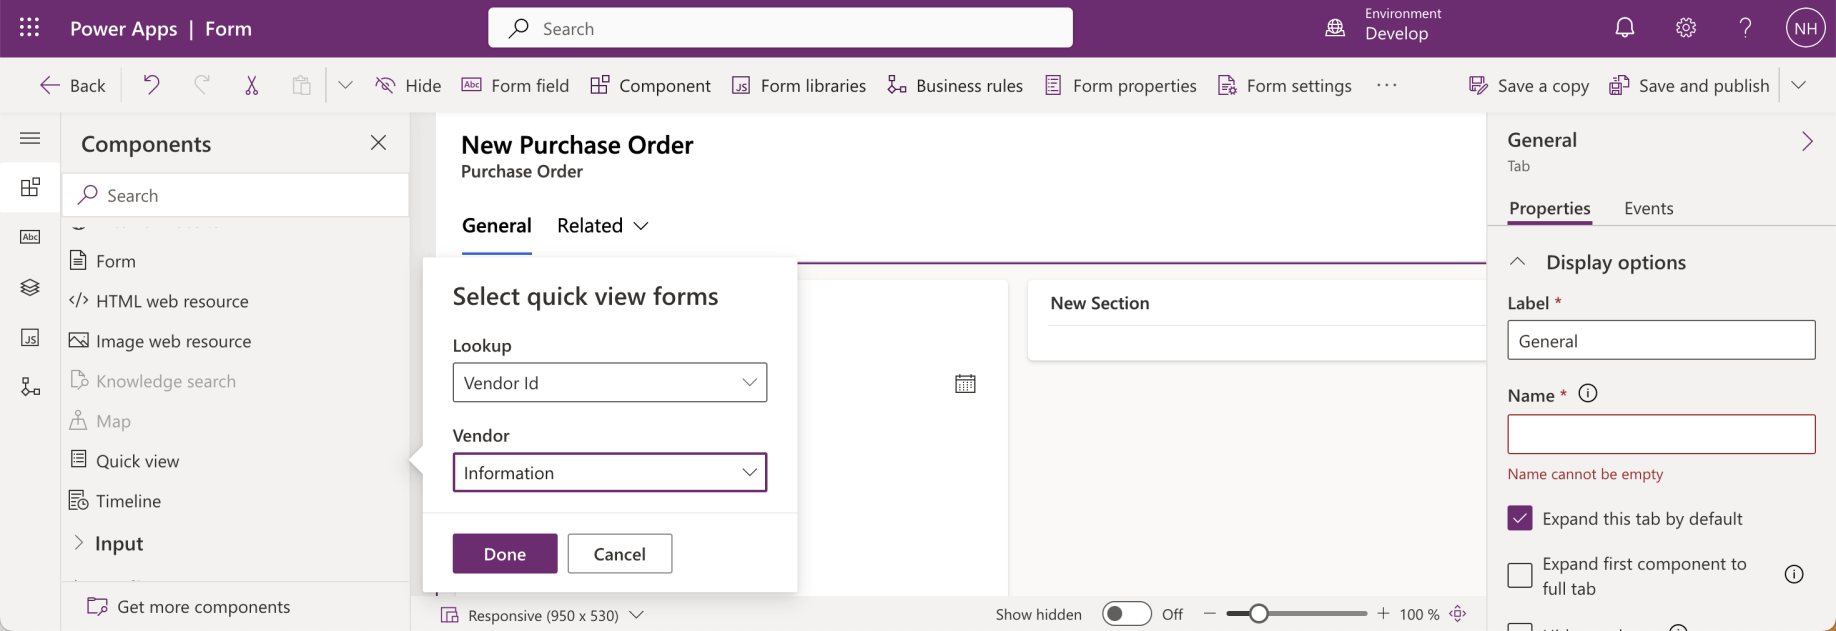 Power Apps | Form
Search
Environment
Develop
NH
Back
Hide
Abc Form field
Component
JS Form libraries
Business rules
Form properties
Form settings
Save a copy
Save and publish
Components
Search
Abc
JS
Form
HTML web resource
Image web resource
Knowledge search
Map
Quick view
Timeline
Input
Get more components
New Purchase Order
Purchase Order
General
Related
Select quick view forms
Lookup
Vendor Id
Vendor
Information
Done
Cancel
New Section
Responsive (950 x 530)
Show hidden
Off
100 %
General
Tab
Properties
Events
Display options
Label *
General
Name *
Name cannot be empty
Expand this tab by default
Expand first component to
full tab